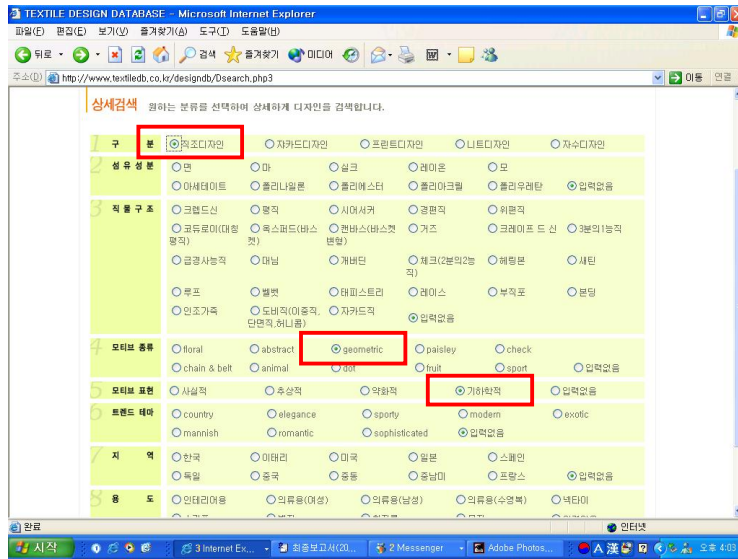 TEXTILE DESIGN DATABASE - Microsoft Internet Explorer
파일(F) 편집(E) 보기(V) 즐겨찾기(A) 도구(T) 도움말(H)
뒤로 검색 즐겨찾기 미디어
주소(D) http://www.textiledb.co.kr/designdb/Dsearch.php3 이동 연결
상세검색 원하는 분류를 선택하여 상세하게 디자인을 검색합니다.
1 구 분 직조디자인 자카드디자인 프린트디자인 니트디자인 자수디자인
2 섬유성분 면 마 실크 레이온 모
아세테이트 폴리나일론 폴리에스터 폴리아크릴 폴리우레탄 입력없음
3 직물구조 크렙드신 평직 시어서커 경편직 위편직
코듀로이(대칭 옥스퍼드(바스 캔버스(바스켓 거즈 크레이프 드 신 3분의1능직
평직) 켓) 변형)
급경사능직 데님 개버딘 체크(2분의2능 헤링본 새틴
직)
루프 벨벳 태피스트리 레이스 부직포 본딩
인조가죽 도비직(이중직, 자카드직 입력없음
단면직,허니콤)
4 모티브 종류 floral abstract geometric paisley check
chain & belt animal dot fruit sport 입력없음
5 모티브 표현 사실적 추상적 약화적 기하학적 입력없음
6 트렌드 테마 country elegance sporty modern exotic
mannish romantic sophisticated 입력없음
7 지 역 한국 이태리 미국 일본 스페인
독일 중국 중동 중남미 프랑스 입력없음
8 용 도 인테리어용 의류용(여성) 의류용(남성) 의류용(수영복) 넥타이
완료 인터넷
시작 3 Internet Ex... 최종보고서(20... 2 Messenger Adobe Photos... A 漢 오후 4:03